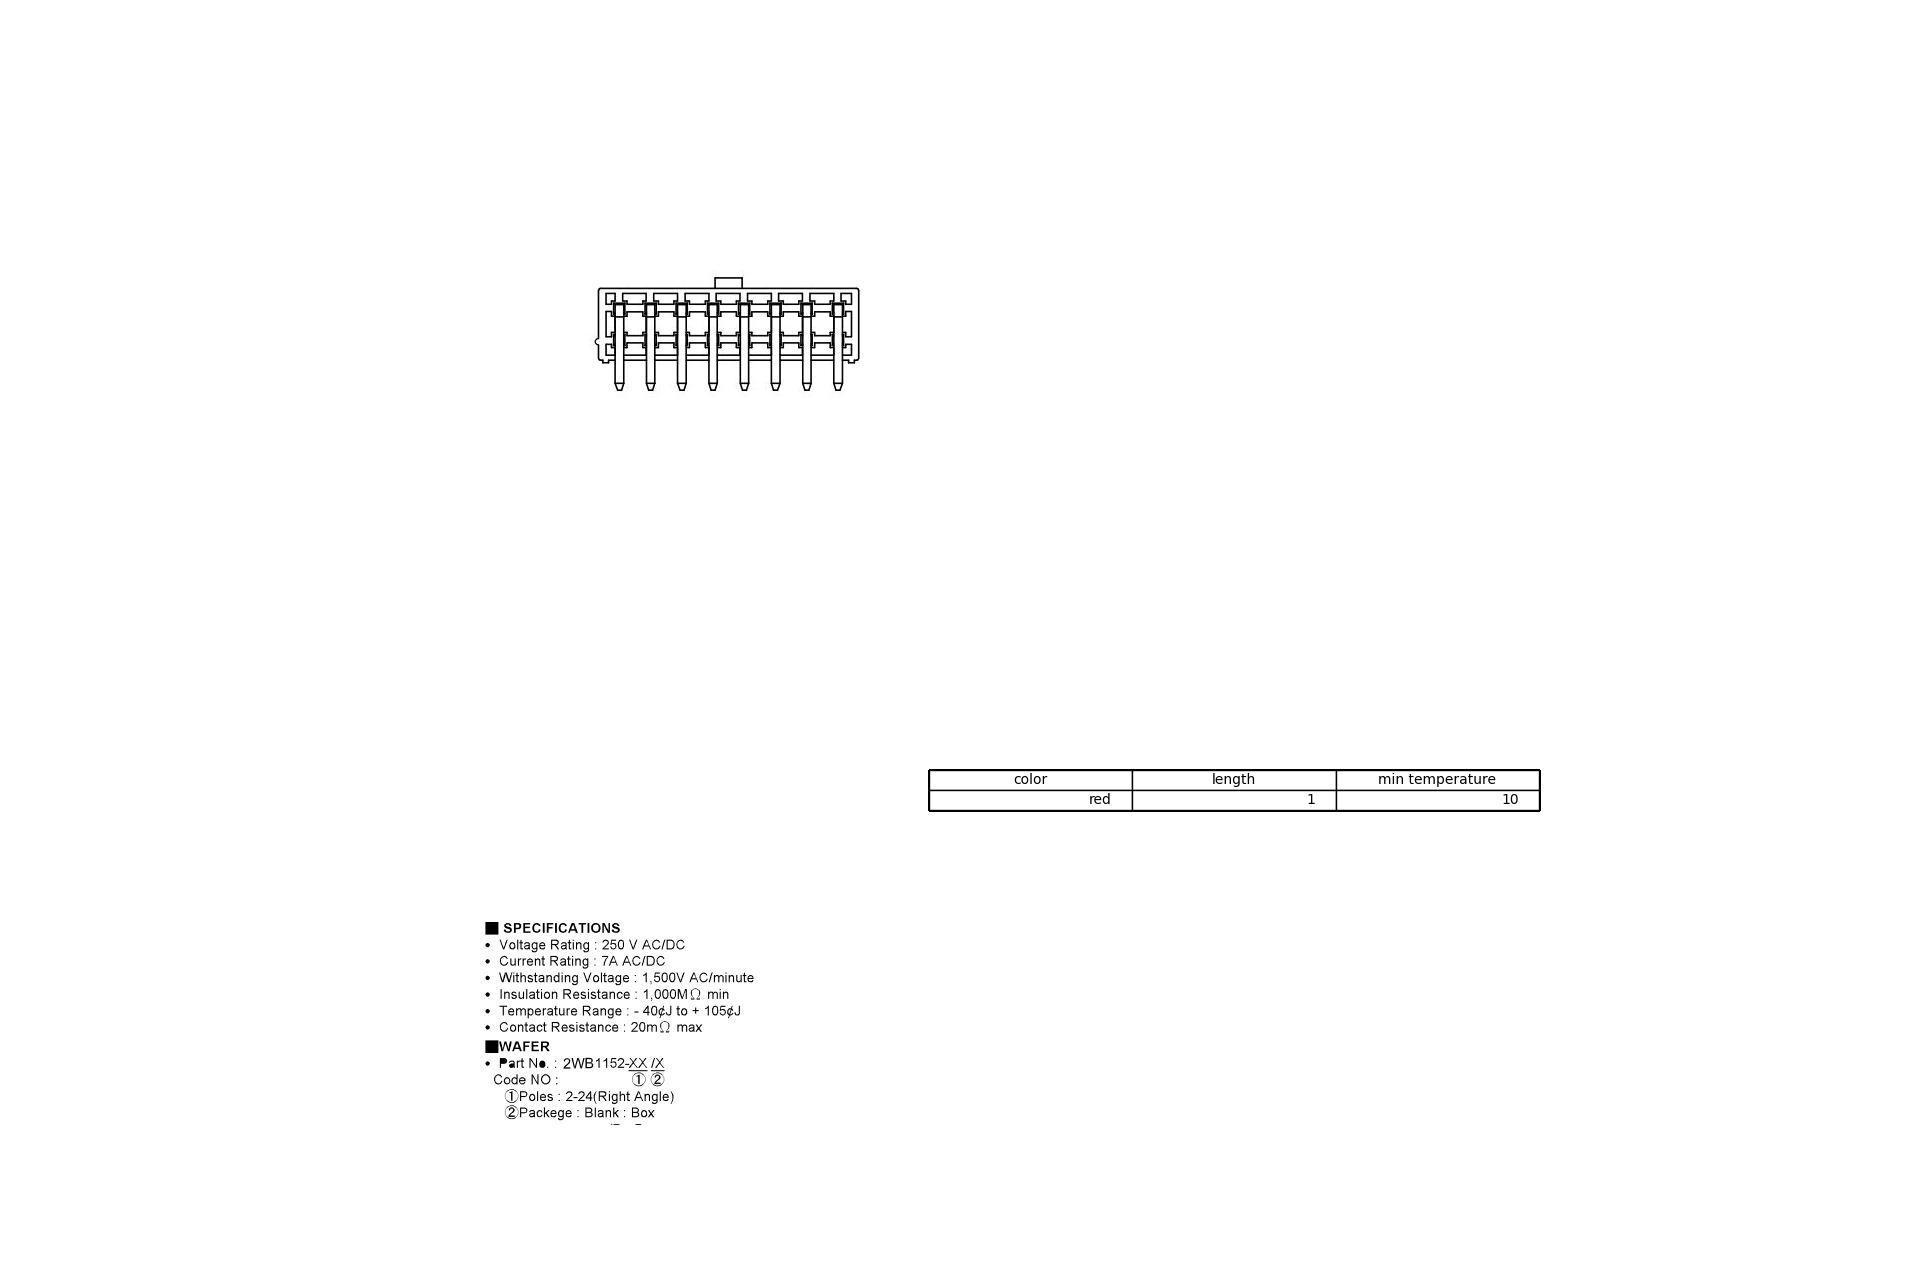 color length min temperature
red 1 10
■ SPECIFICATIONS
• Voltage Rating : 250 V AC/DC
• Current Rating : 7A AC/DC
• Withstanding Voltage : 1,500V AC/minute
• Insulation Resistance : 1,000MΩ min
• Temperature Range : - 40¢J to + 105¢J
• Contact Resistance : 20mΩ max
■WAFER
• Part No. : 2WB1152-XX /X
Code NO : ① ②
①Poles : 2-24(Right Angle)
②Packege : Blank : Box